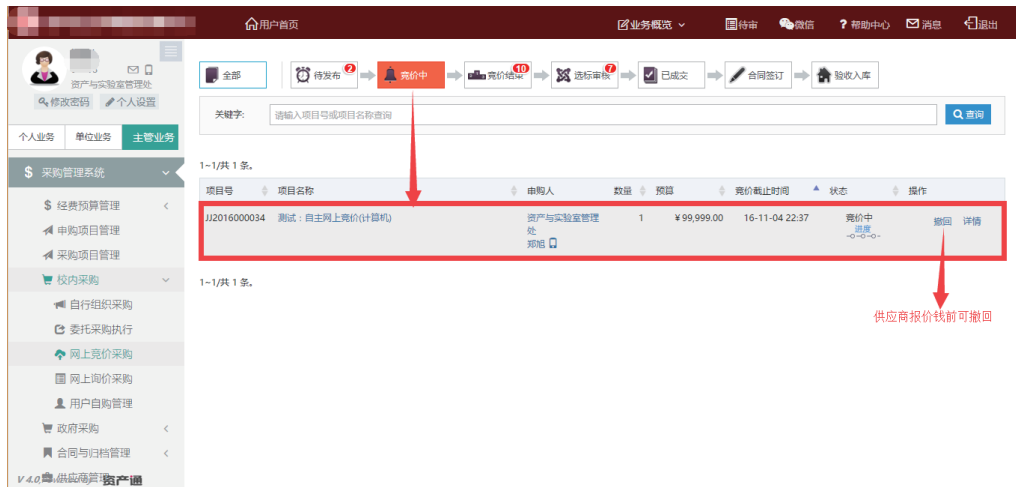 用户首页
业务概览
待审
微信
? 帮助中心
消息
退出
资产与实验室管理处
修改密码
个人设置
个人业务
单位业务
主管业务
$ 采购管理系统
$ 经费预算管理
申购项目管理
采购项目管理
校内采购
自行组织采购
委托采购执行
网上竞价采购
网上询价采购
用户自购管理
政府采购
合同与归档管理
供应商管理
V 4.0,
资产通
全部
待发布 2
竞价中
竞价结束 10
选标审核 7
已成交
合同签订
验收入库
关键字:
请输入项目号或项目名称查询
查询
1~1/共 1 条。
项目号
项目名称
申购人
数量
预算
竞价截止时间
状态
操作
JJ2016000034
测试：自主网上竞价(计算机)
资产与实验室管理
处
郑旭
1
￥99,999.00
16-11-04 22:37
竞价中
进度
撤回
详情
1~1/共 1 条。
供应商报价钱前可撤回